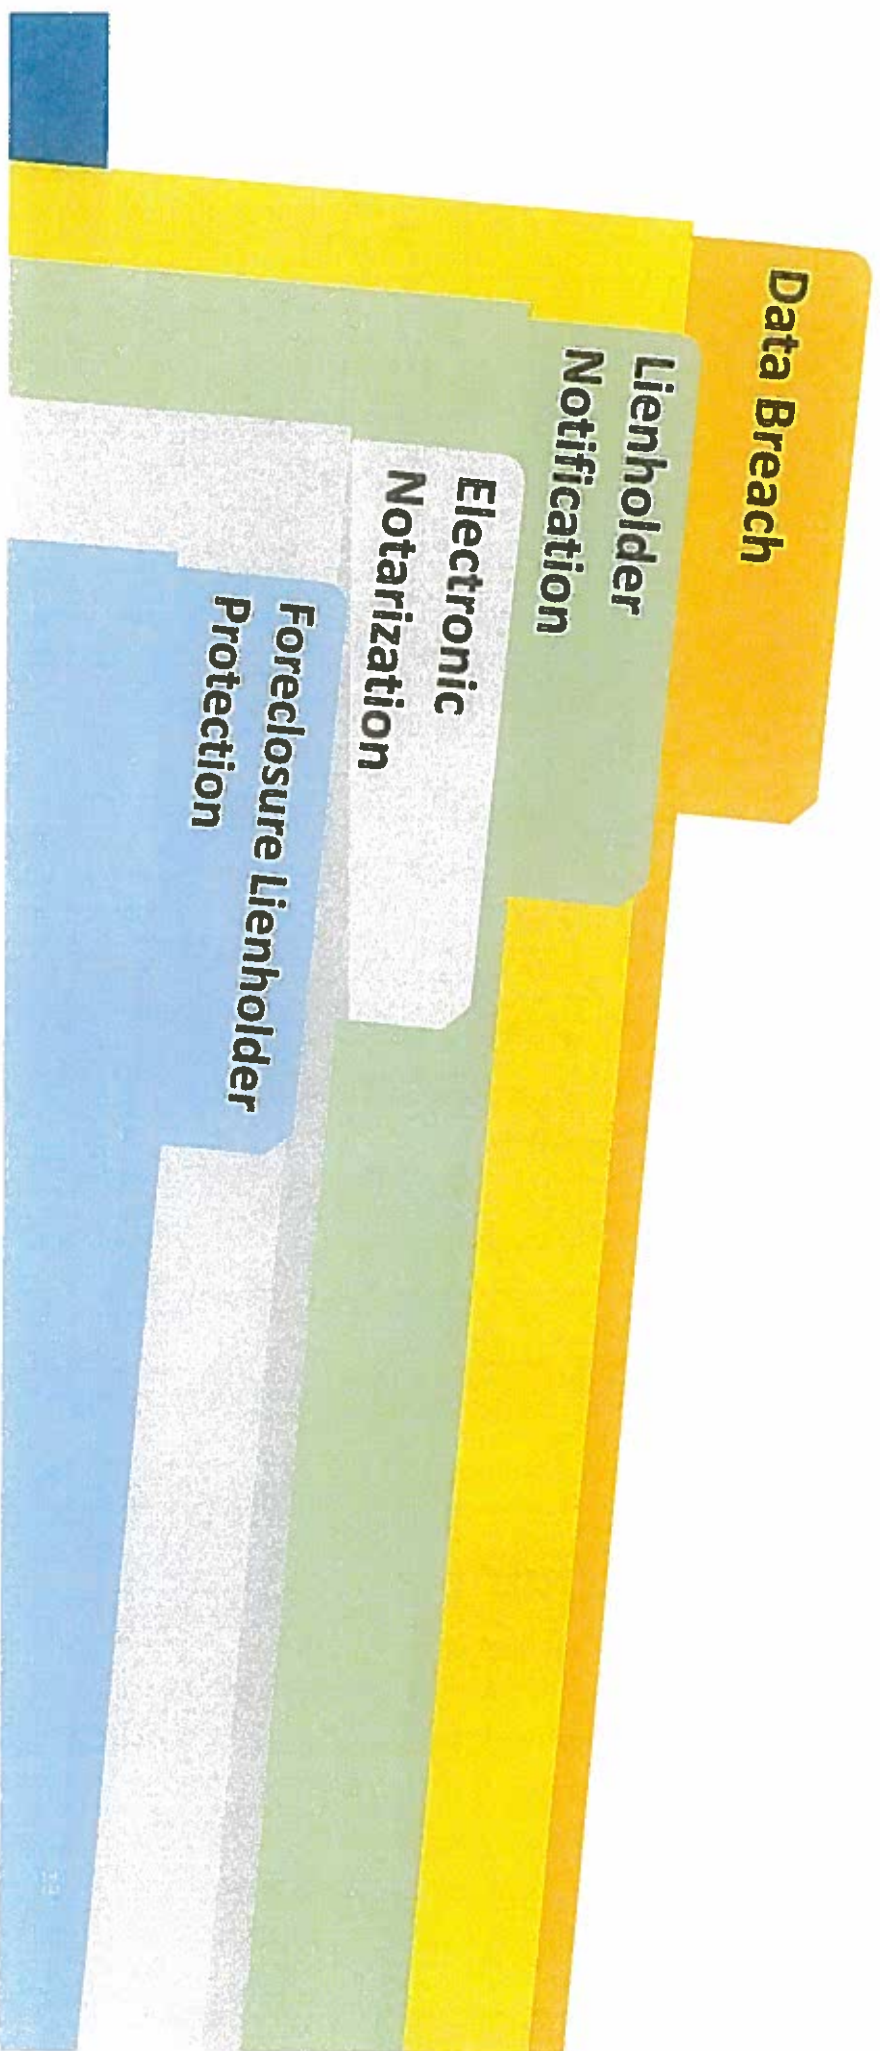 Data Breach
Lienholder
Notification
Electronic
Notarization
Foreclosure Lienholder
Protection